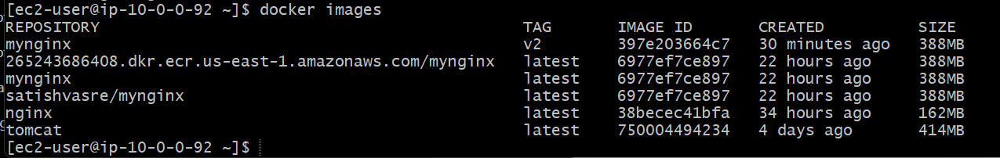 [ec2-user@ip-10-0-0-92 ~]$ docker images
REPOSITORY TAG IMAGE ID CREATED SIZE
mynginx v2 397e203664c7 30 minutes ago 388MB
265243686408.dkr.ecr.us-east-1.amazonaws.com/mynginx latest 6977ef7ce897 22 hours ago 388MB
mynginx latest 6977ef7ce897 22 hours ago 388MB
satishvasre/mynginx latest 6977ef7ce897 22 hours ago 388MB
nginx latest 38becec41bfa 34 hours ago 162MB
tomcat latest 750004494234 4 days ago 414MB
[ec2-user@ip-10-0-0-92 ~]$